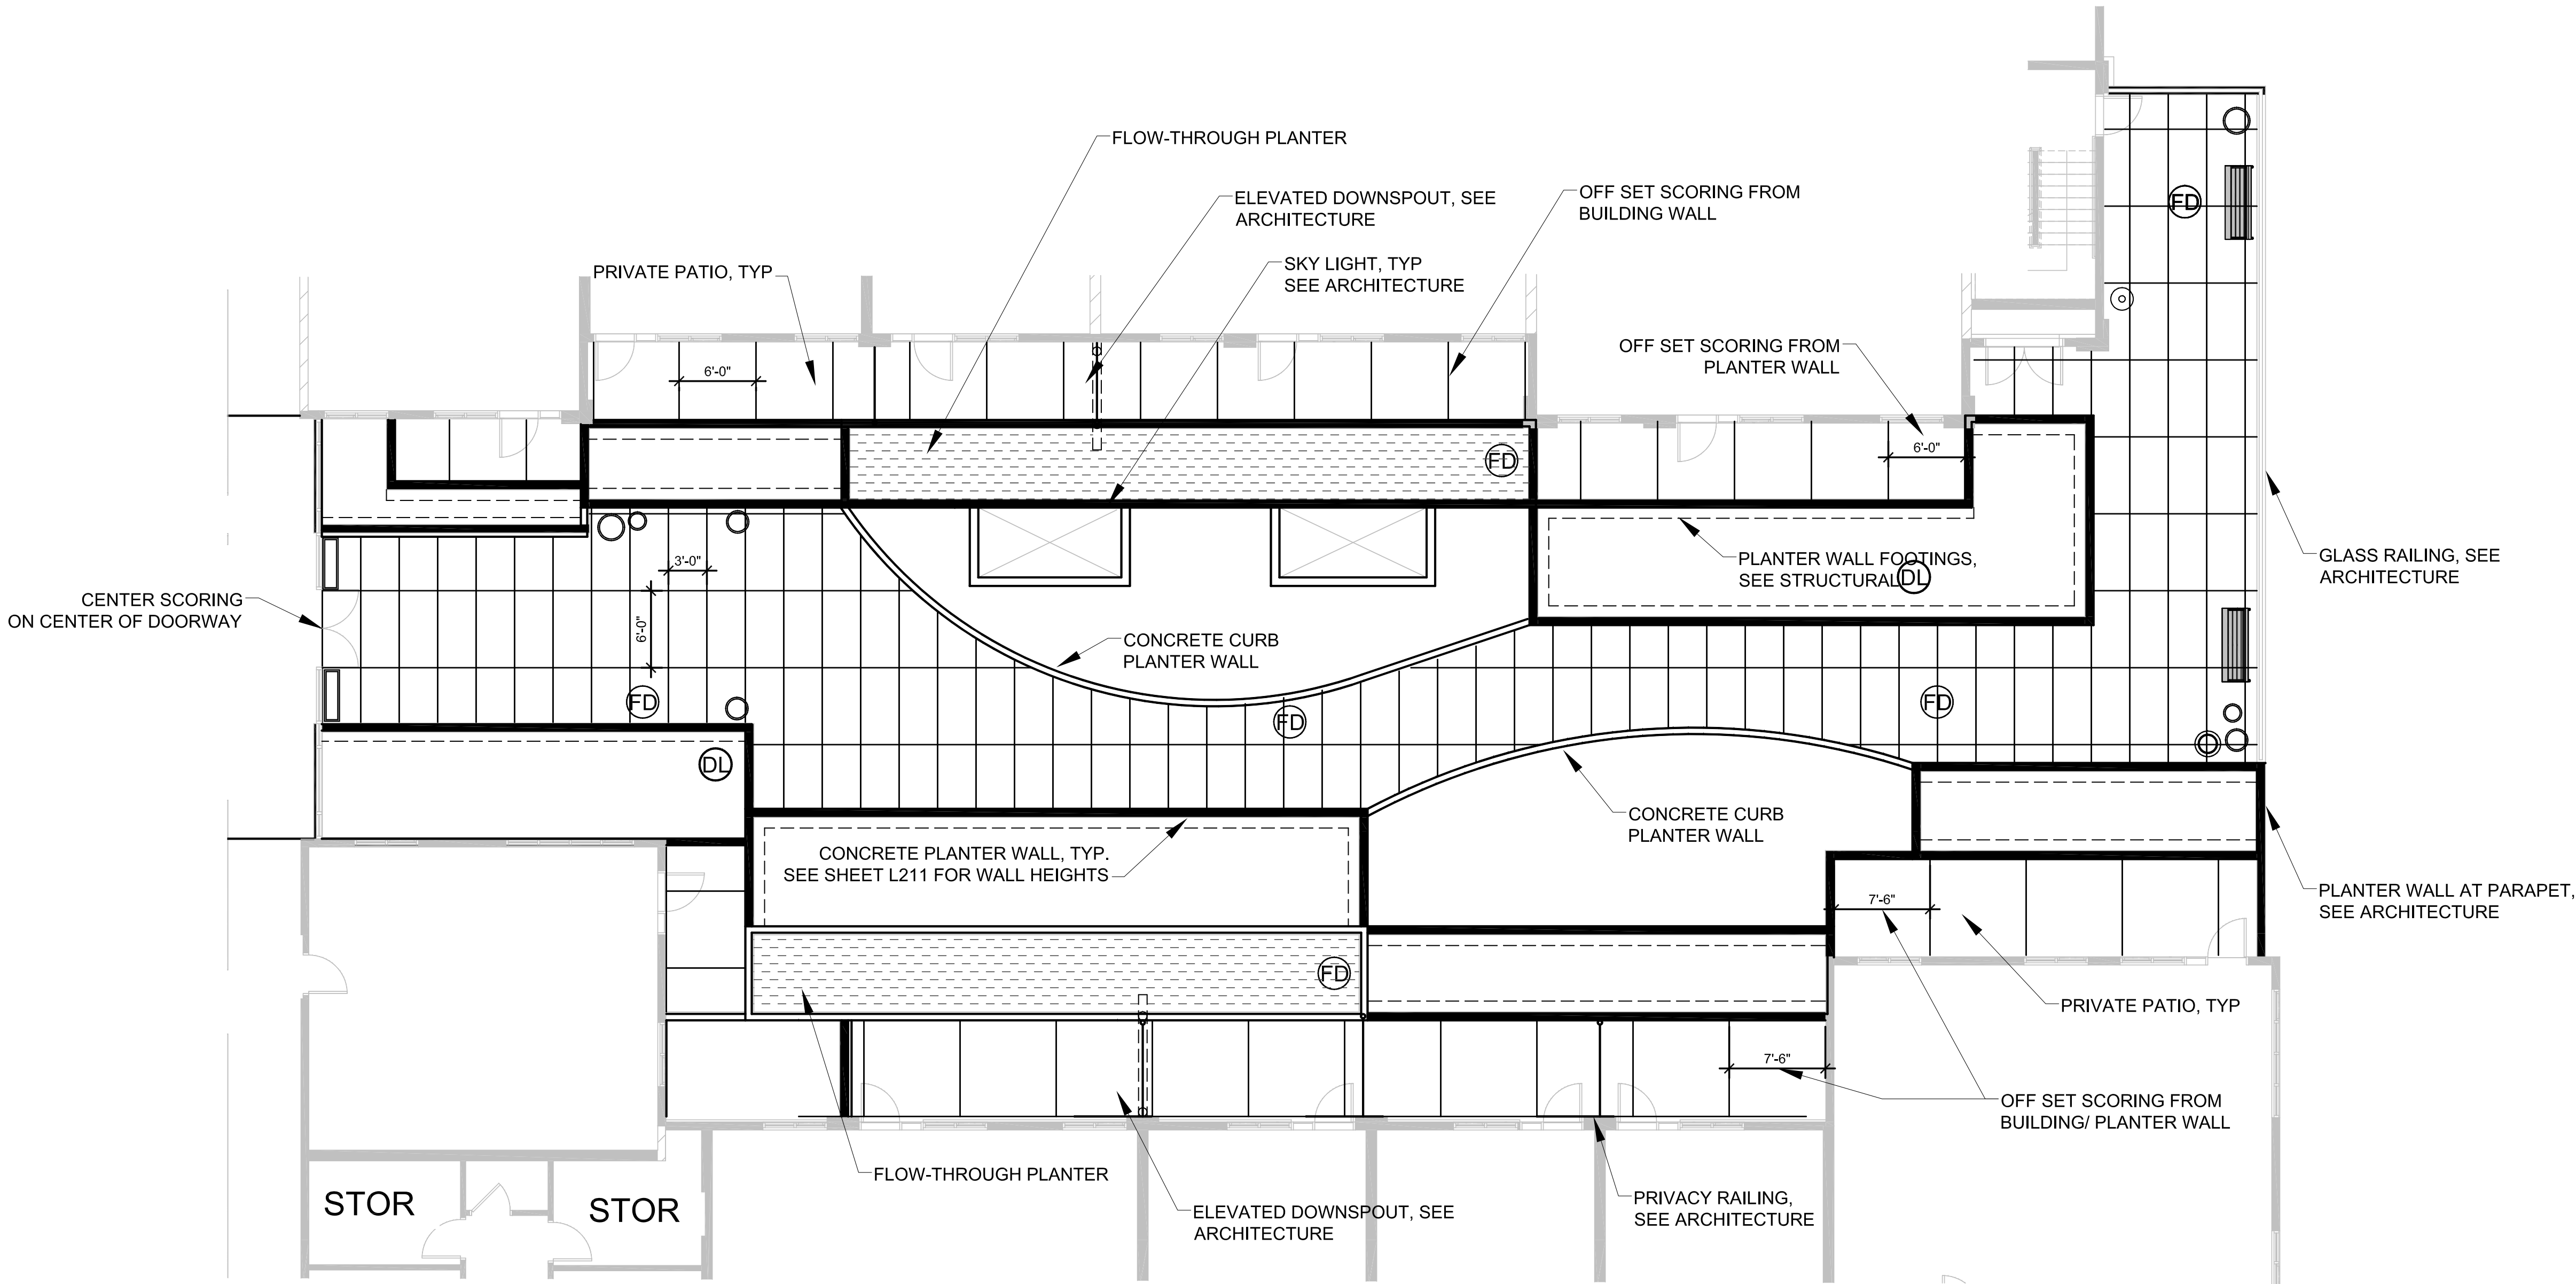 FLOW-THROUGH PLANTER
ELEVATED DOWNSPOUT, SEE
ARCHITECTURE
OFF SET SCORING FROM
BUILDING WALL
FD
PRIVATE PATIO, TYP
SKY LIGHT, TYP
SEE ARCHITECTURE
6'-0"
OFF SET SCORING FROM
PLANTER WALL
6'-0"
FD
3'-0"
PLANTER WALL FOOTINGS,
SEE STRUCTURAL
DL
GLASS RAILING, SEE
ARCHITECTURE
CENTER SCORING
ON CENTER OF DOORWAY
6'-0"
CONCRETE CURB
PLANTER WALL
FD
FD
FD
DL
CONCRETE CURB
PLANTER WALL
CONCRETE PLANTER WALL, TYP.
SEE SHEET L211 FOR WALL HEIGHTS
PLANTER WALL AT PARAPET,
SEE ARCHITECTURE
7'-6"
FD
PRIVATE PATIO, TYP
7'-6"
OFF SET SCORING FROM
BUILDING/ PLANTER WALL
FLOW-THROUGH PLANTER
STOR
STOR
ELEVATED DOWNSPOUT, SEE
ARCHITECTURE
PRIVACY RAILING,
SEE ARCHITECTURE